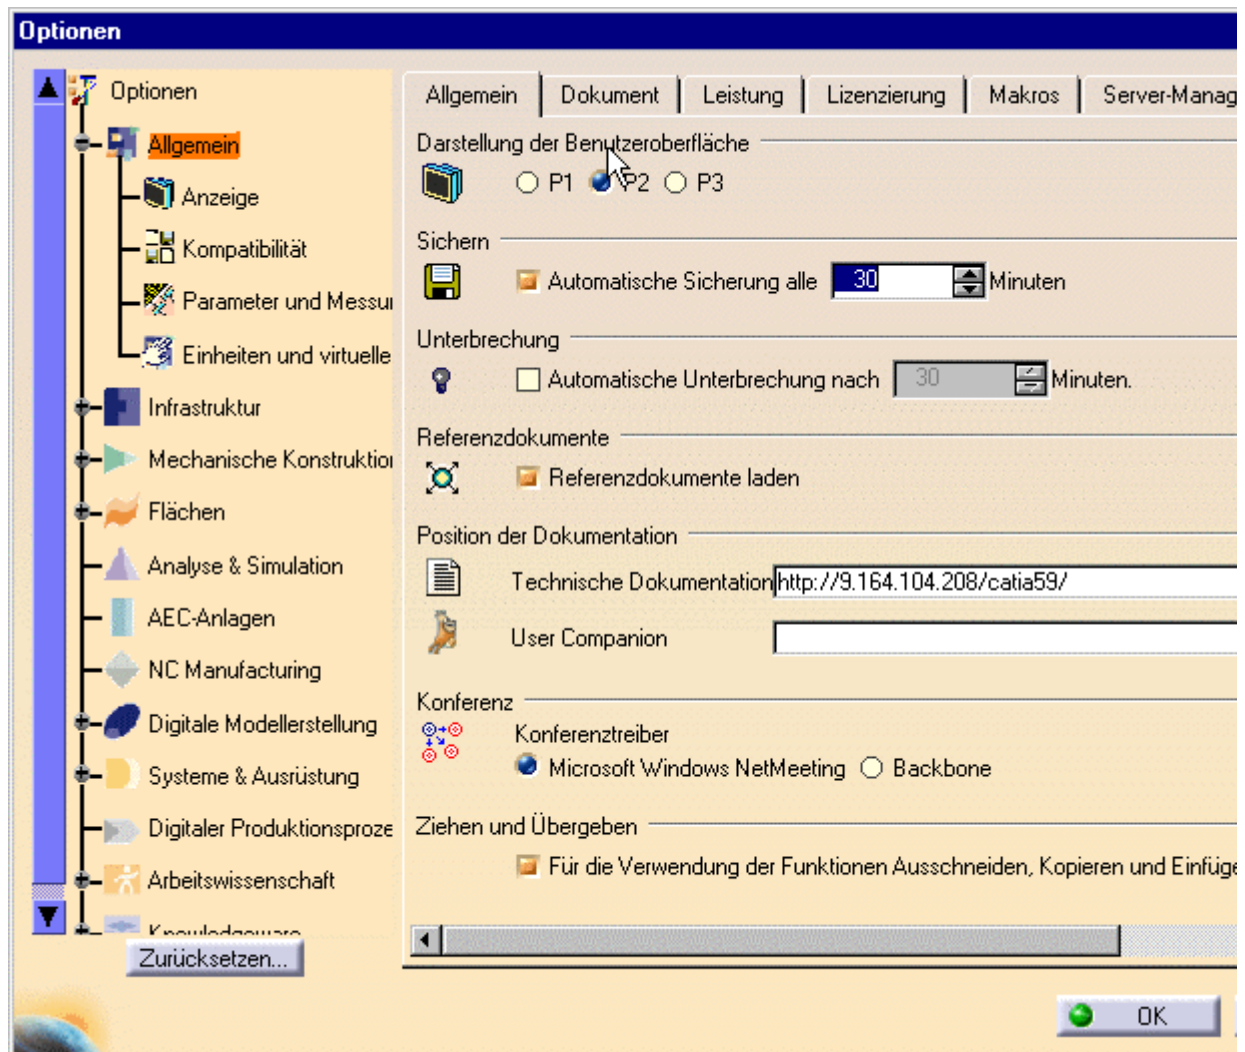 Optionen
Optionen
Allgemein
Anzeige
Kompatibilität
Parameter und Messu
Einheiten und virtuelle
Infrastruktur
Mechanische Konstruktion
Flächen
Analyse & Simulation
AEC-Anlagen
NC Manufacturing
Digitale Modellerstellung
Systeme & Ausrüstung
Digitaler Produktionsproze
Arbeitswissenschaft
Knowledgeware
Zurücksetzen...
Allgemein Dokument Leistung Lizenzierung Makros Server-Manag
Darstellung der Benutzeroberfläche
P1 P2 P3
Sichern
Automatische Sicherung alle 30 Minuten
Unterbrechung
Automatische Unterbrechung nach 30 Minuten.
Referenzdokumente
Referenzdokumente laden
Position der Dokumentation
Technische Dokumentation http://9.164.104.208/catia59/
User Companion
Konferenz
Konferenztreiber
Microsoft Windows NetMeeting Backbone
Ziehen und Übergeben
Für die Verwendung der Funktionen Ausschneiden, Kopieren und Einfüge
OK